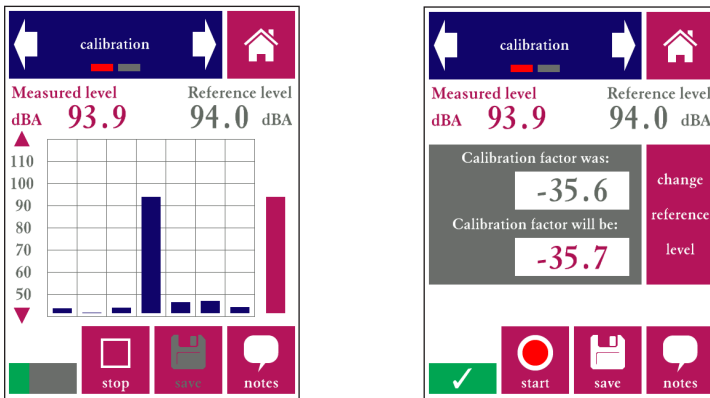 calibration
Measured level
Reference level
dBA 93.9
94.0 dBA
110
100
90
80
70
60
50
stop
save
notes
calibration
Measured level
Reference level
dBA 93.9
94.0 dBA
Calibration factor was:
-35.6
Calibration factor will be:
-35.7
change
reference
level
start
save
notes